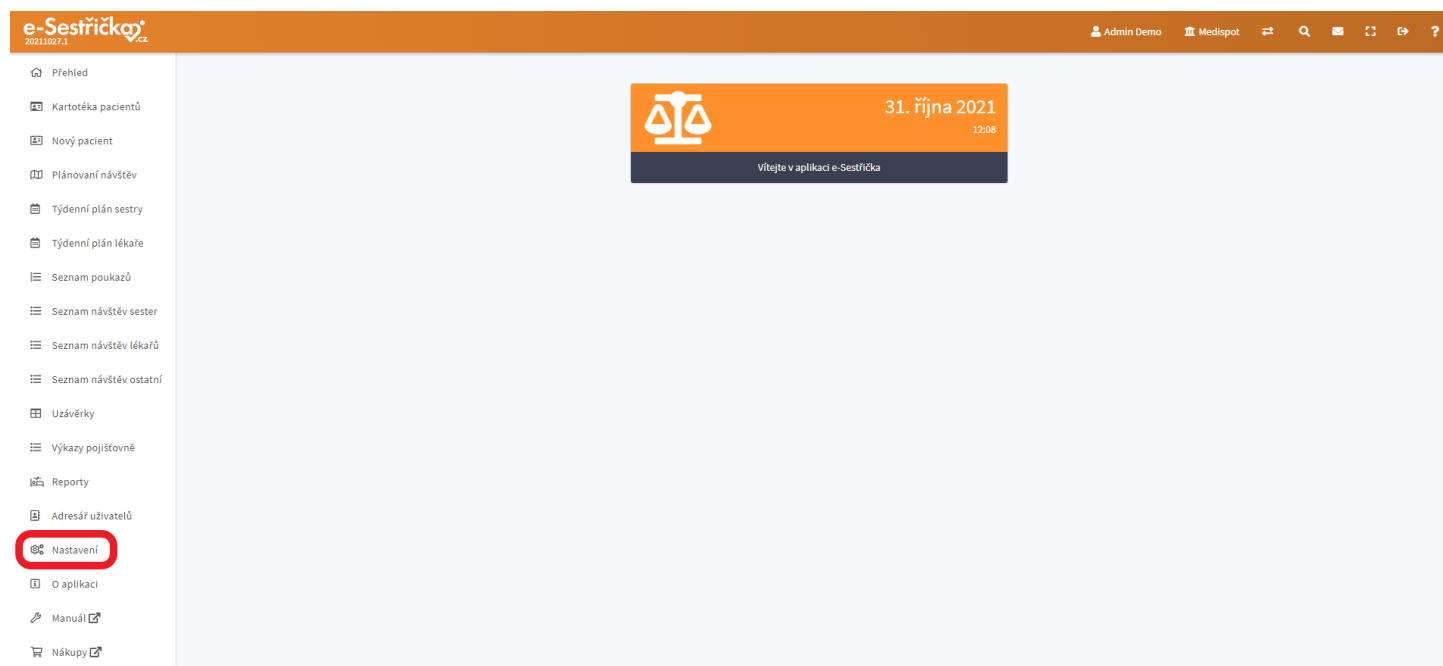 e-Sestřička
.cz
20211027.1
Admin Demo
Medispot
?
Přehled
Kartotéka pacientů
Nový pacient
Plánovaní návštěv
Týdenní plán sestry
Týdenní plán lékaře
Seznam poukazů
Seznam návštěv sester
Seznam návštěv lékařů
Seznam návštěv ostatní
Uzávěrky
Výkazy pojišťovně
Reporty
Adresář uživatelů
Nastavení
O aplikaci
Manuál
Nákupy
31. října 2021
12:08
Vítejte v aplikaci e-Sestřička